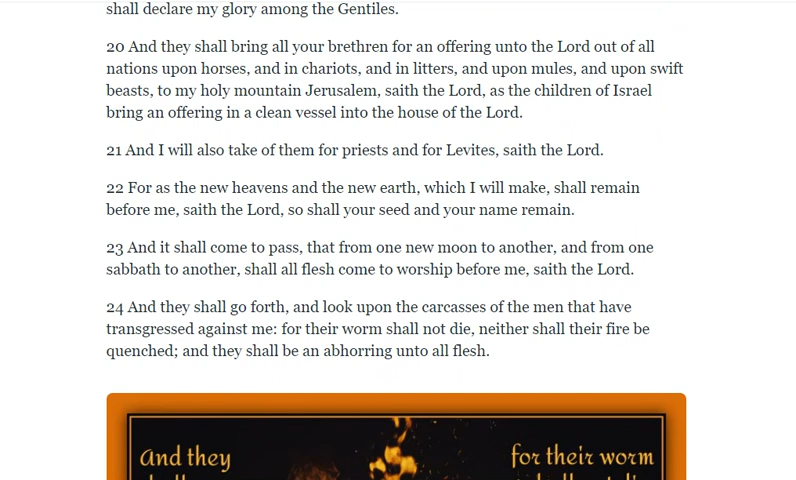 shall declare my glory among the Gentiles.
20 And they shall bring all your brethren for an offering unto the Lord out of all
nations upon horses, and in chariots, and in litters, and upon mules, and upon swift
beasts, to my holy mountain Jerusalem, saith the Lord, as the children of Israel
bring an offering in a clean vessel into the house of the Lord.
21 And I will also take of them for priests and for Levites, saith the Lord.
22 For as the new heavens and the new earth, which I will make, shall remain
before me, saith the Lord, so shall your seed and your name remain.
23 And it shall come to pass, that from one new moon to another, and from one
sabbath to another, shall all flesh come to worship before me, saith the Lord.
24 And they shall go forth, and look upon the carcasses of the men that have
transgressed against me: for their worm shall not die, neither shall their fire be
quenched; and they shall be an abhorring unto all flesh.
And they
for their worm